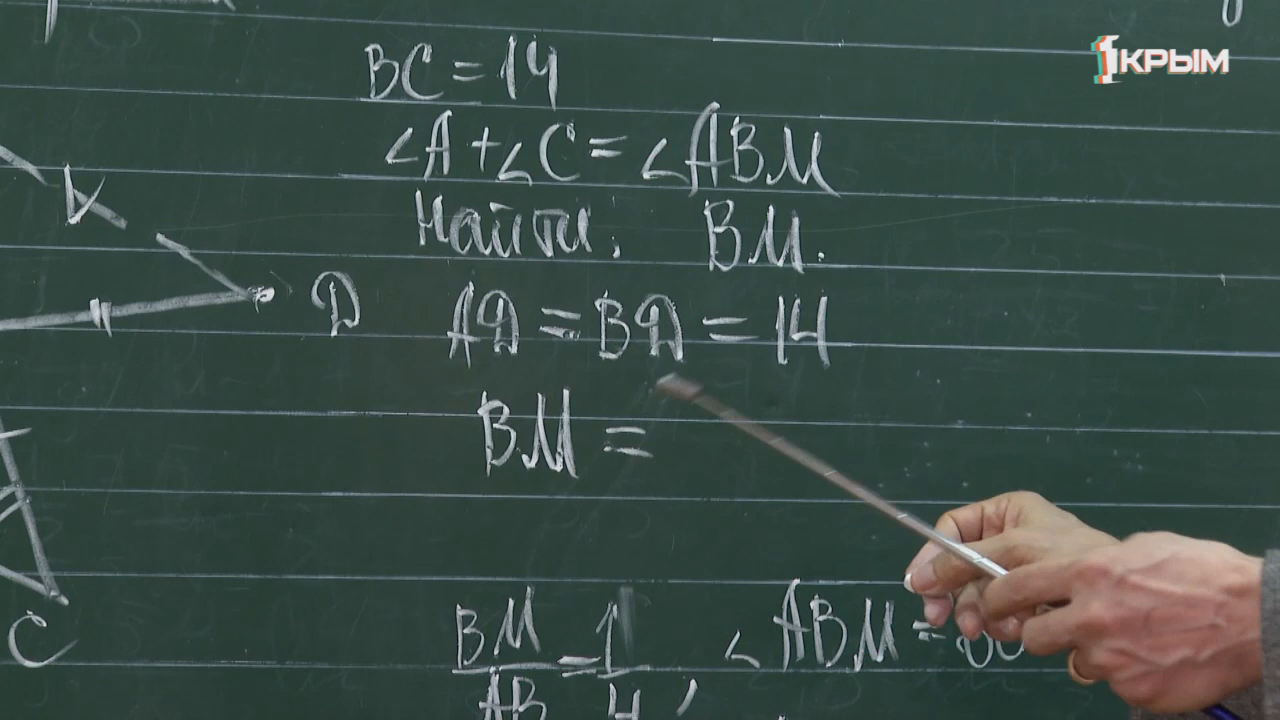 1КРЫМ
BC = 14
∠A + ∠C = ∠ABM
K
Найти: BM.
D
AD = BD = 14
BM =
C
BM/AB = 1/4, ∠ABM =